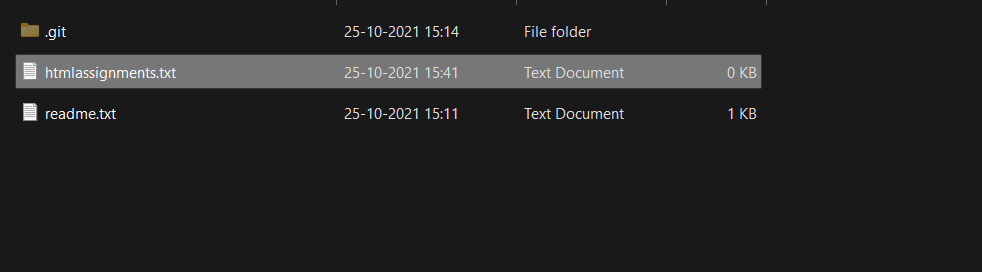 .git 25-10-2021 15:14 File folder
htmlassignments.txt 25-10-2021 15:41 Text Document 0 KB
readme.txt 25-10-2021 15:11 Text Document 1 KB